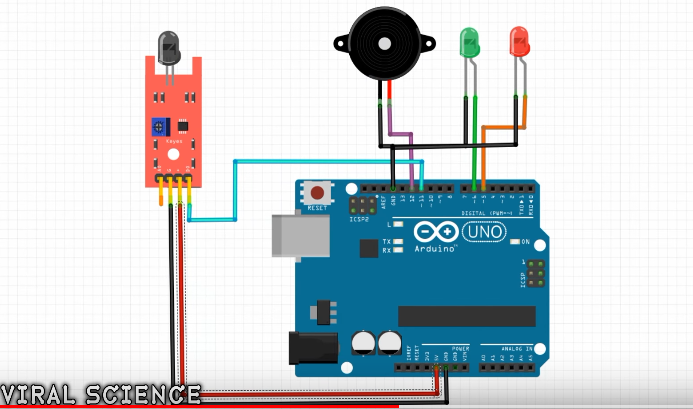 Keyes
RESET
ICSP2
AREF
GND
13
12
~11
~10
~9
8
7
~6
~5
4
~3
2
TX▸1
RX◂0
DIGITAL (PWM=~)
L
TX
RX
UNO
Arduino™
ON
1
ICSP
IOREF
RESET
3V3
5V
GND
GND
VIN
POWER
ANALOG IN
A0
A1
A2
A3
A4
A5
VIRAL SCIENCE